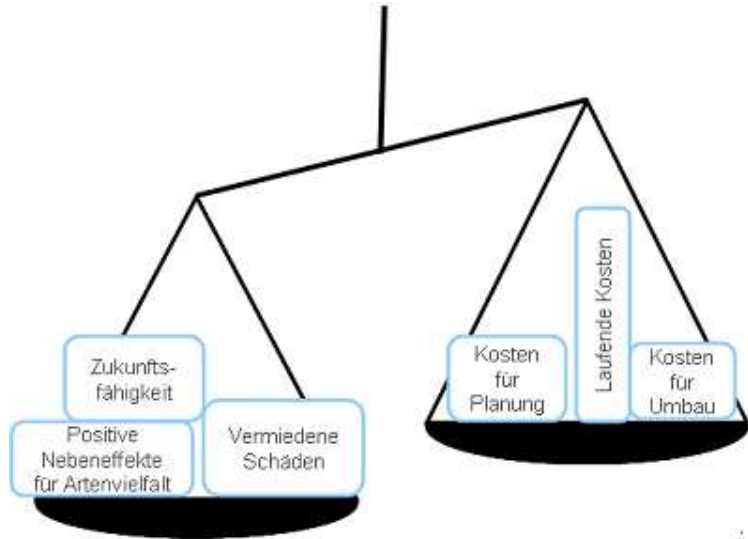 Zukunfts-
fähigkeit
Positive
Nebeneffekte
für Artenvielfalt
Vermiedene
Schäden
Kosten
für
Planung
Laufende Kosten
Kosten
für
Umbau